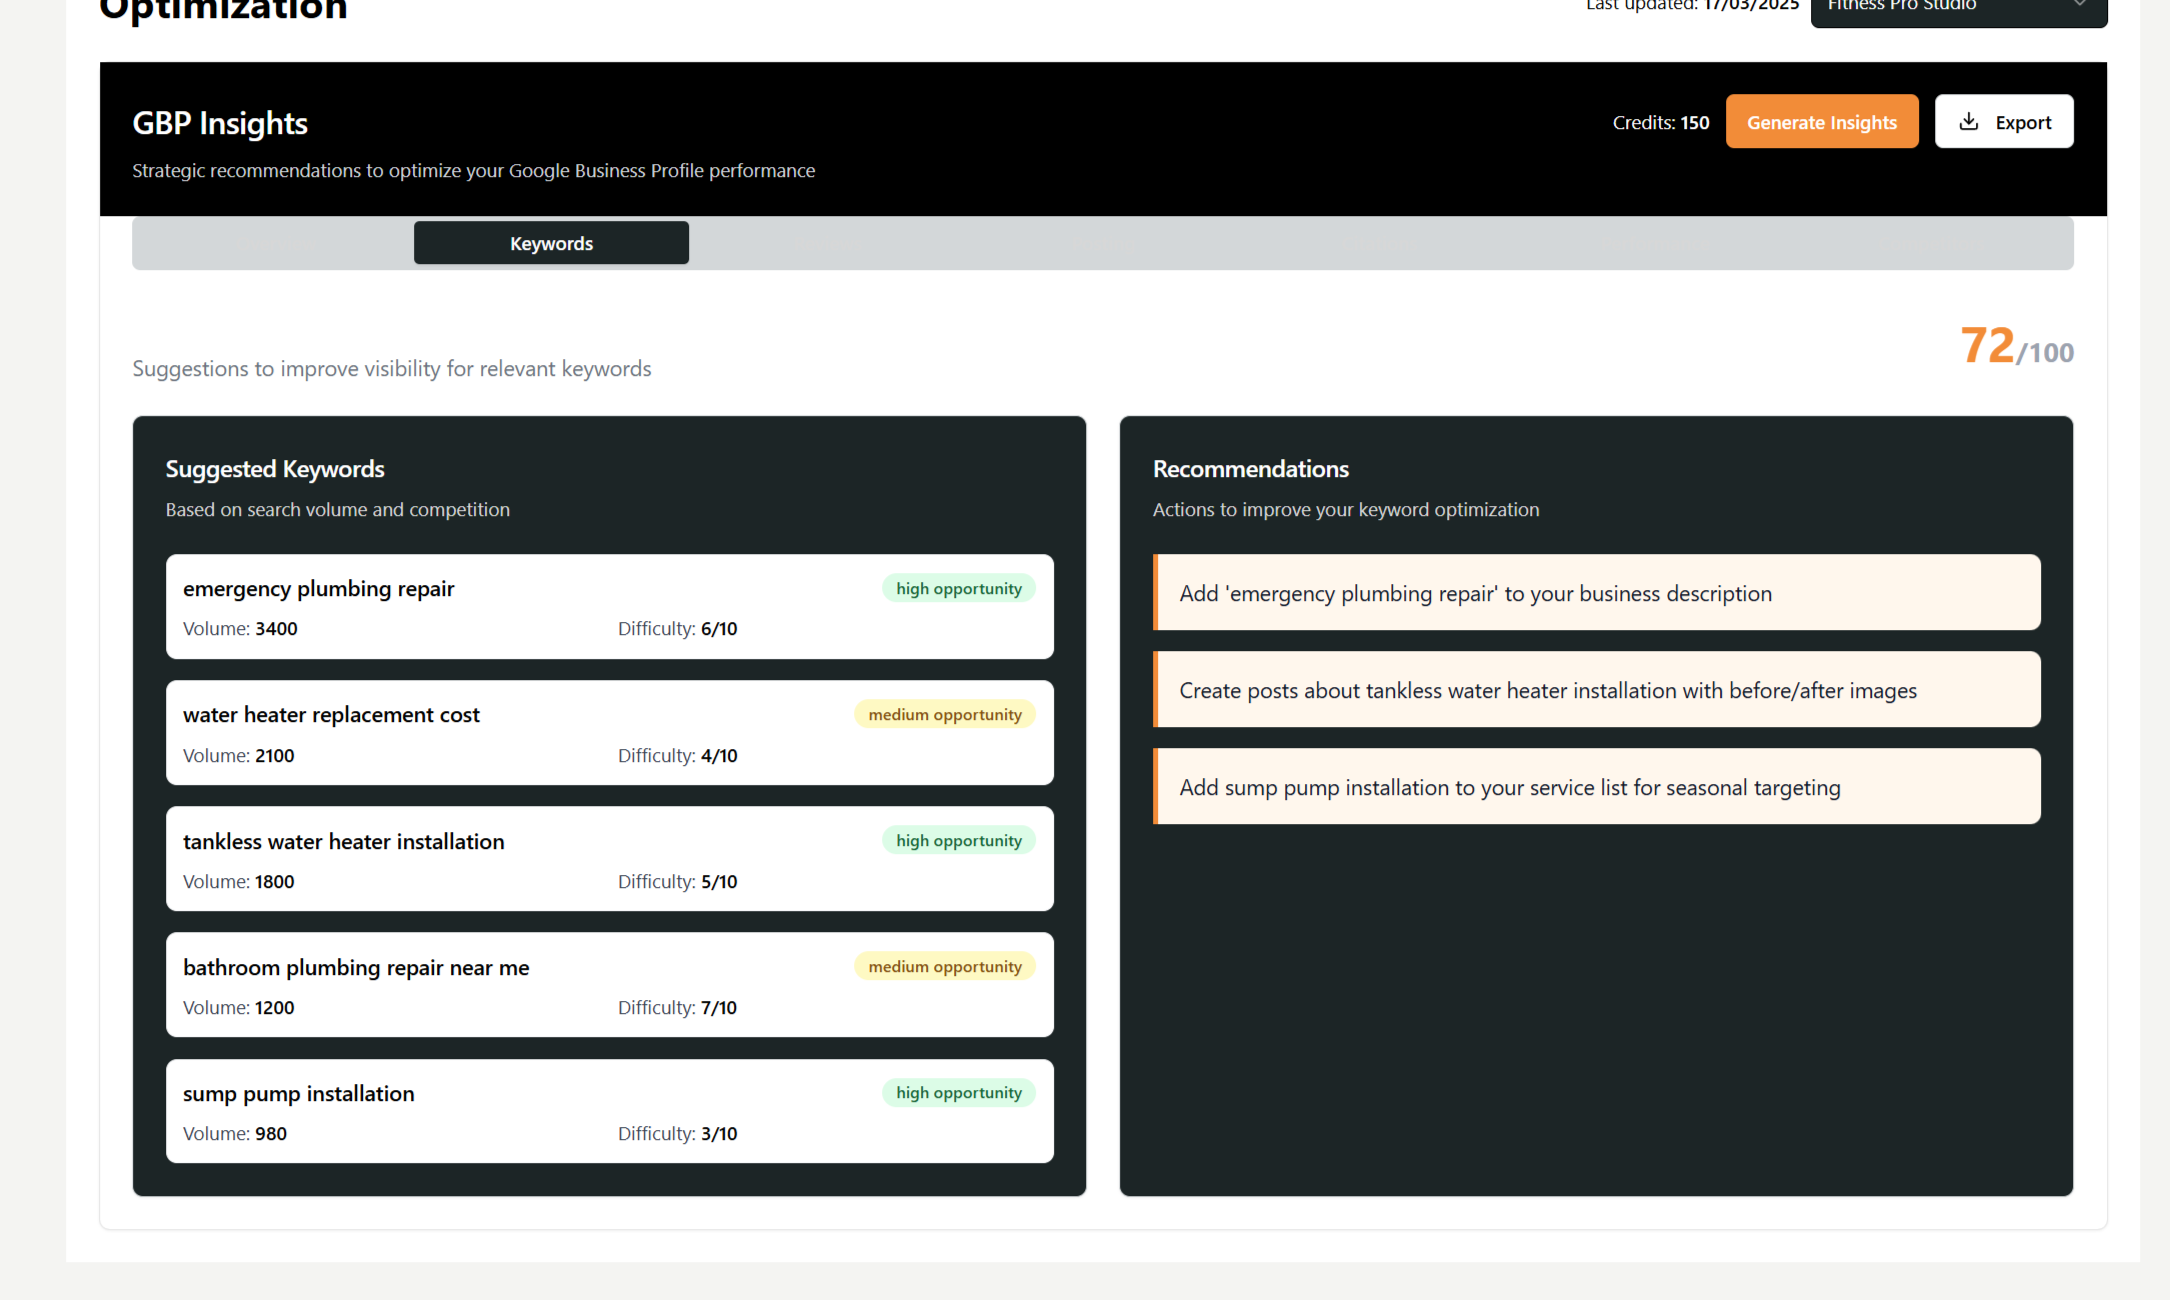 Optimization
Last updated: 17/03/2025
Fitness Pro Studio
GBP Insights
Credits: 150
Generate Insights
Export
Strategic recommendations to optimize your Google Business Profile performance
Keywords
72/100
Suggestions to improve visibility for relevant keywords
Suggested Keywords
Based on search volume and competition
emergency plumbing repair
high opportunity
Volume: 3400
Difficulty: 6/10
water heater replacement cost
medium opportunity
Volume: 2100
Difficulty: 4/10
tankless water heater installation
high opportunity
Volume: 1800
Difficulty: 5/10
bathroom plumbing repair near me
medium opportunity
Volume: 1200
Difficulty: 7/10
sump pump installation
high opportunity
Volume: 980
Difficulty: 3/10
Recommendations
Actions to improve your keyword optimization
Add 'emergency plumbing repair' to your business description
Create posts about tankless water heater installation with before/after images
Add sump pump installation to your service list for seasonal targeting